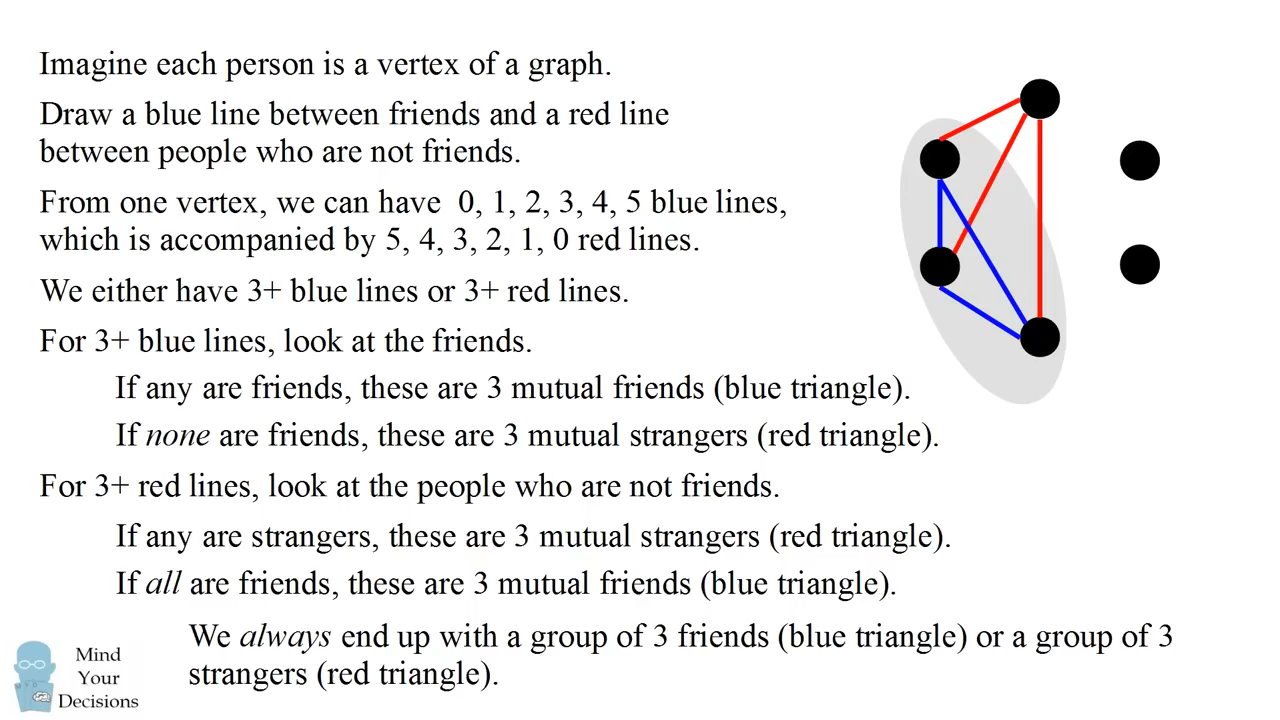 Imagine each person is a vertex of a graph.
Draw a blue line between friends and a red line
between people who are not friends.
From one vertex, we can have 0, 1, 2, 3, 4, 5 blue lines,
which is accompanied by 5, 4, 3, 2, 1, 0 red lines.
We either have 3+ blue lines or 3+ red lines.
For 3+ blue lines, look at the friends.
If any are friends, these are 3 mutual friends (blue triangle).
If none are friends, these are 3 mutual strangers (red triangle).
For 3+ red lines, look at the people who are not friends.
If any are strangers, these are 3 mutual strangers (red triangle).
If all are friends, these are 3 mutual friends (blue triangle).
We always end up with a group of 3 friends (blue triangle) or a group of 3
strangers (red triangle).
Mind
Your
Decisions